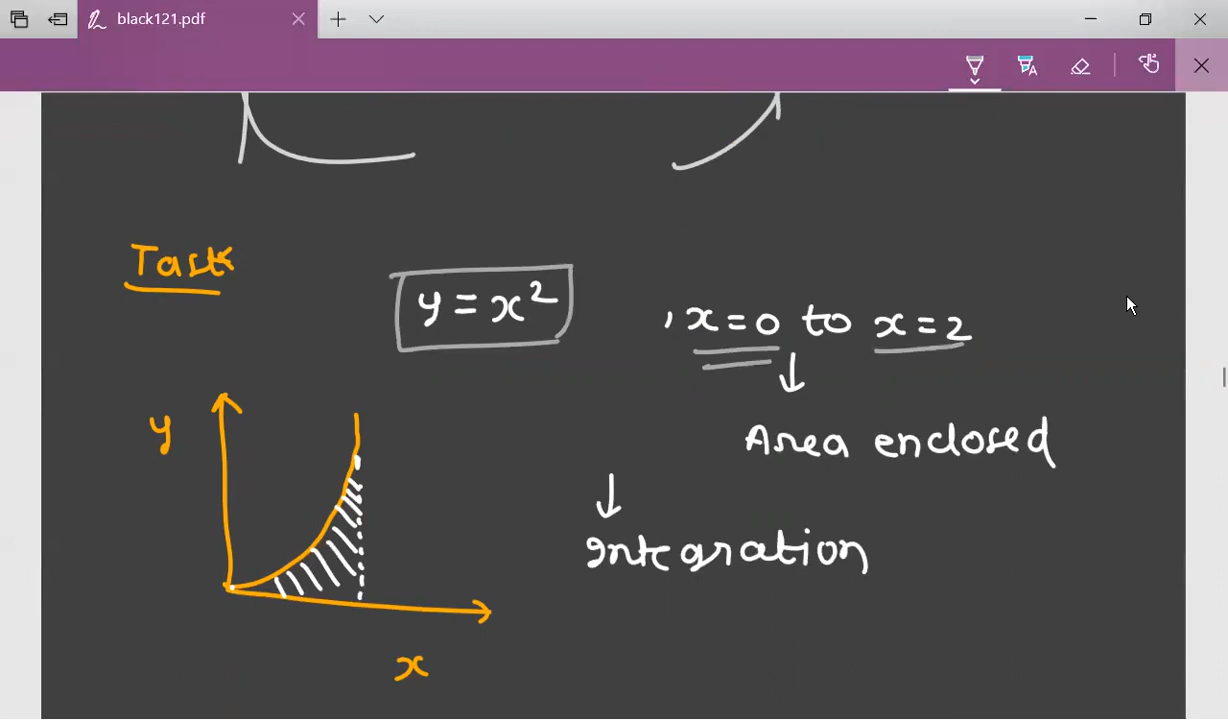 black121.pdf
Task
y = x²
, x=0 to x=2
Area enclosed
y
Integration
x